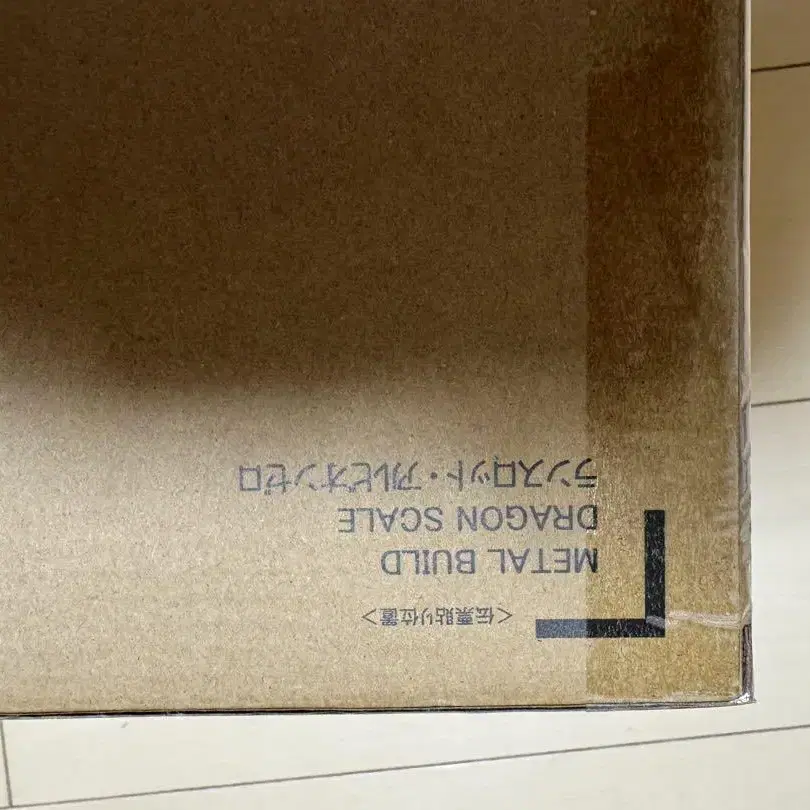 <伝票貼り位置>
METAL BUILD
DRAGON SCALE
ランスロット・アルビオンゼロ